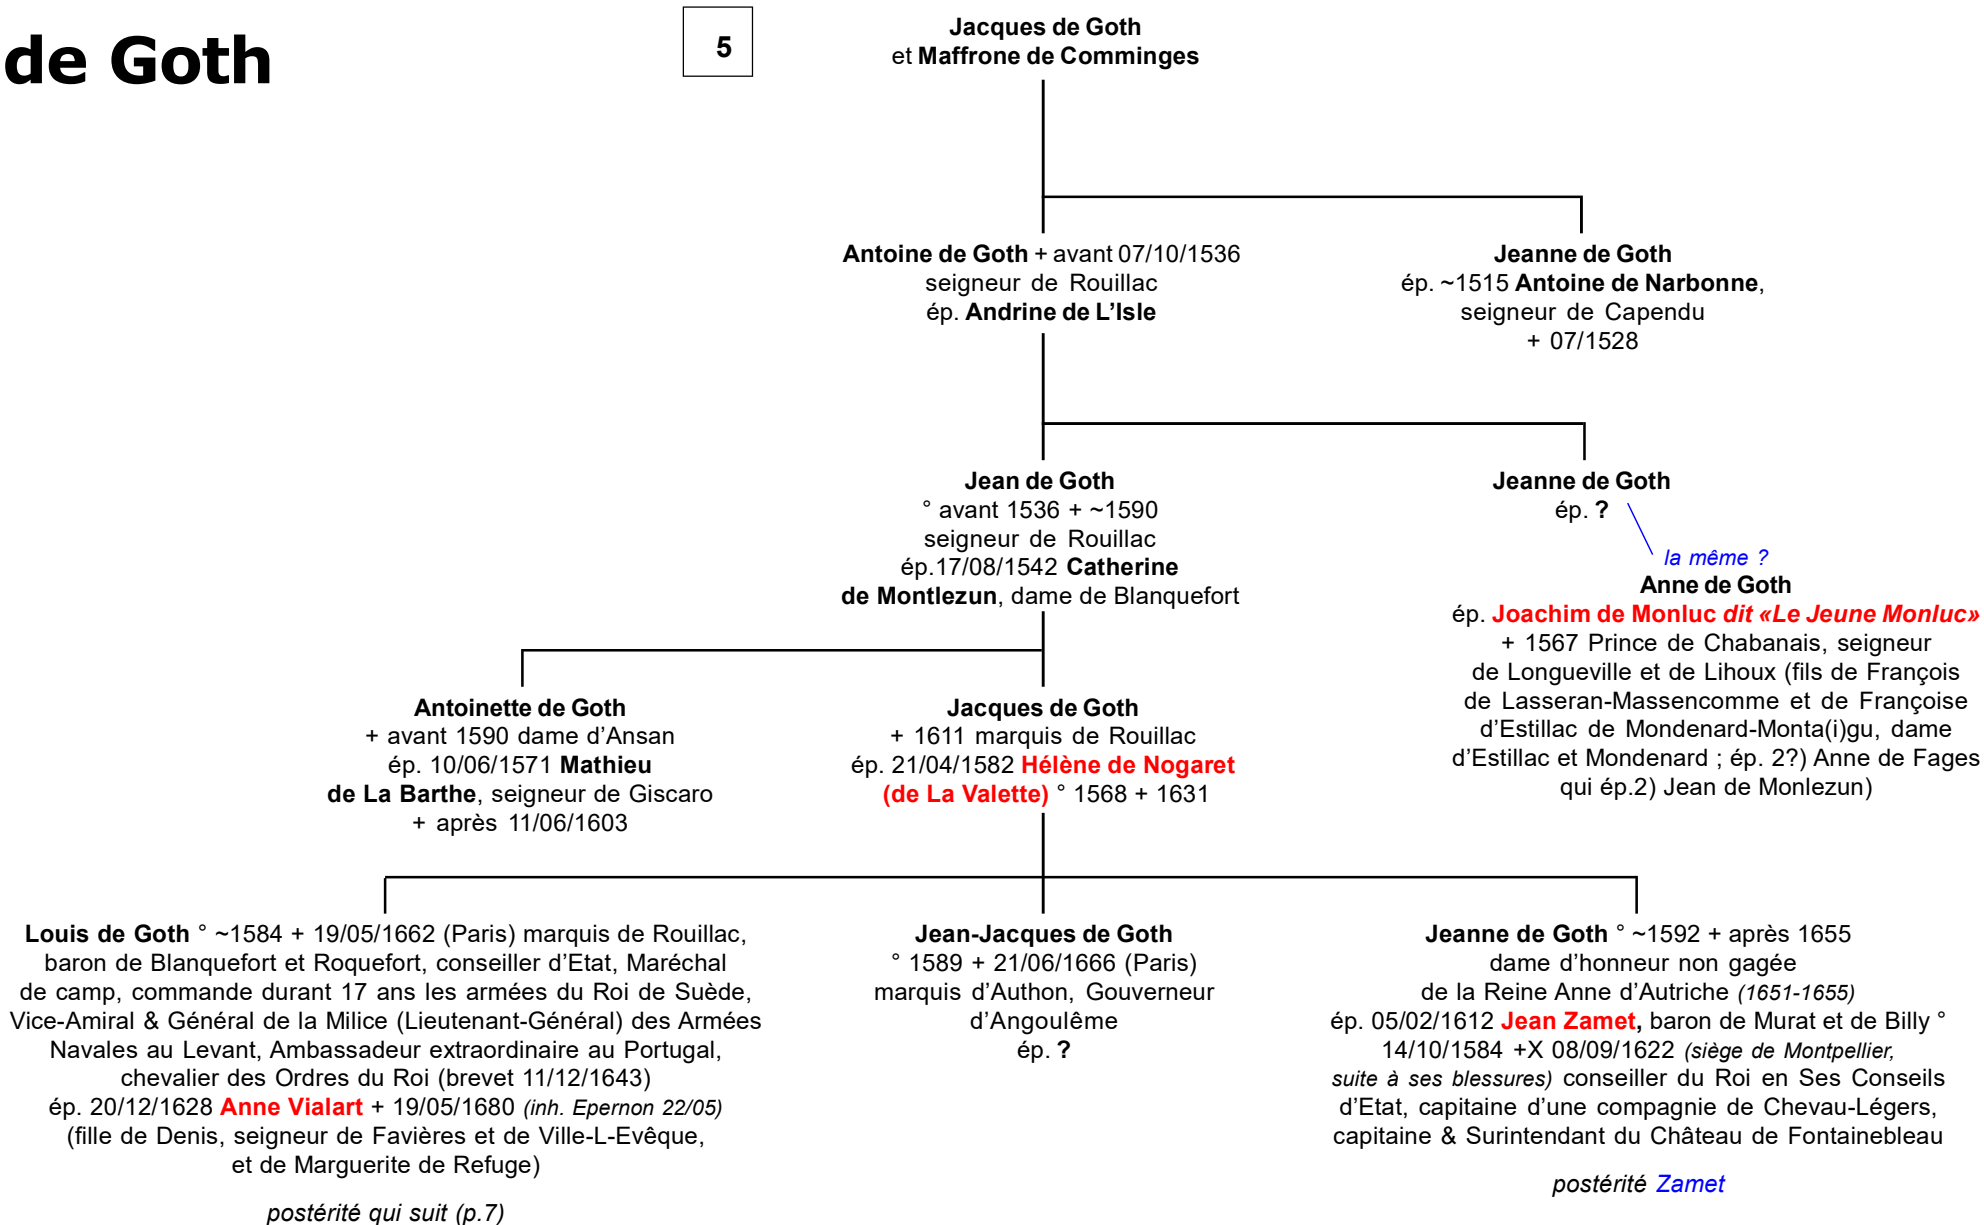 de Goth
5
Jacques de Goth
et Maffrone de Comminges
Antoine de Goth + avant 07/10/1536
seigneur de Rouillac
ép. Andrine de L’Isle
Jeanne de Goth
ép. ~1515 Antoine de Narbonne,
seigneur de Capendu
+ 07/1528
Jean de Goth
° avant 1536 + ~1590
seigneur de Rouillac
ép.17/08/1542 Catherine
de Montlezun, dame de Blanquefort
Jeanne de Goth
ép. ?
la même ?
Anne de Goth
ép. Joachim de Monluc dit «Le Jeune Monluc»
+ 1567 Prince de Chabanais, seigneur
de Longueville et de Lihoux (fils de François
de Lasseran-Massencomme et de Françoise
d’Estillac de Mondenard-Monta(i)gu, dame
d’Estillac et Mondenard ; ép. 2?) Anne de Fages
qui ép.2) Jean de Monlezun)
Antoinette de Goth
+ avant 1590 dame d’Ansan
ép. 10/06/1571 Mathieu
de La Barthe, seigneur de Giscaro
+ après 11/06/1603
Jacques de Goth
+ 1611 marquis de Rouillac
ép. 21/04/1582 Hélène de Nogaret
(de La Valette) ° 1568 + 1631
Louis de Goth ° ~1584 + 19/05/1662 (Paris) marquis de Rouillac,
baron de Blanquefort et Roquefort, conseiller d’Etat, Maréchal
de camp, commande durant 17 ans les armées du Roi de Suède,
Vice-Amiral & Général de la Milice (Lieutenant-Général) des Armées
Navales au Levant, Ambassadeur extraordinaire au Portugal,
chevalier des Ordres du Roi (brevet 11/12/1643)
ép. 20/12/1628 Anne Vialart + 19/05/1680 (inh. Epernon 22/05)
(fille de Denis, seigneur de Favières et de Ville-L-Evêque,
et de Marguerite de Refuge)
postérité qui suit (p.7)
Jean-Jacques de Goth
° 1589 + 21/06/1666 (Paris)
marquis d’Authon, Gouverneur
d’Angoulême
ép. ?
Jeanne de Goth ° ~1592 + après 1655
dame d’honneur non gagée
de la Reine Anne d’Autriche (1651-1655)
ép. 05/02/1612 Jean Zamet, baron de Murat et de Billy °
14/10/1584 +X 08/09/1622 (siège de Montpellier,
suite à ses blessures) conseiller du Roi en Ses Conseils
d’Etat, capitaine d’une compagnie de Chevau-Légers,
capitaine & Surintendant du Château de Fontainebleau
postérité Zamet